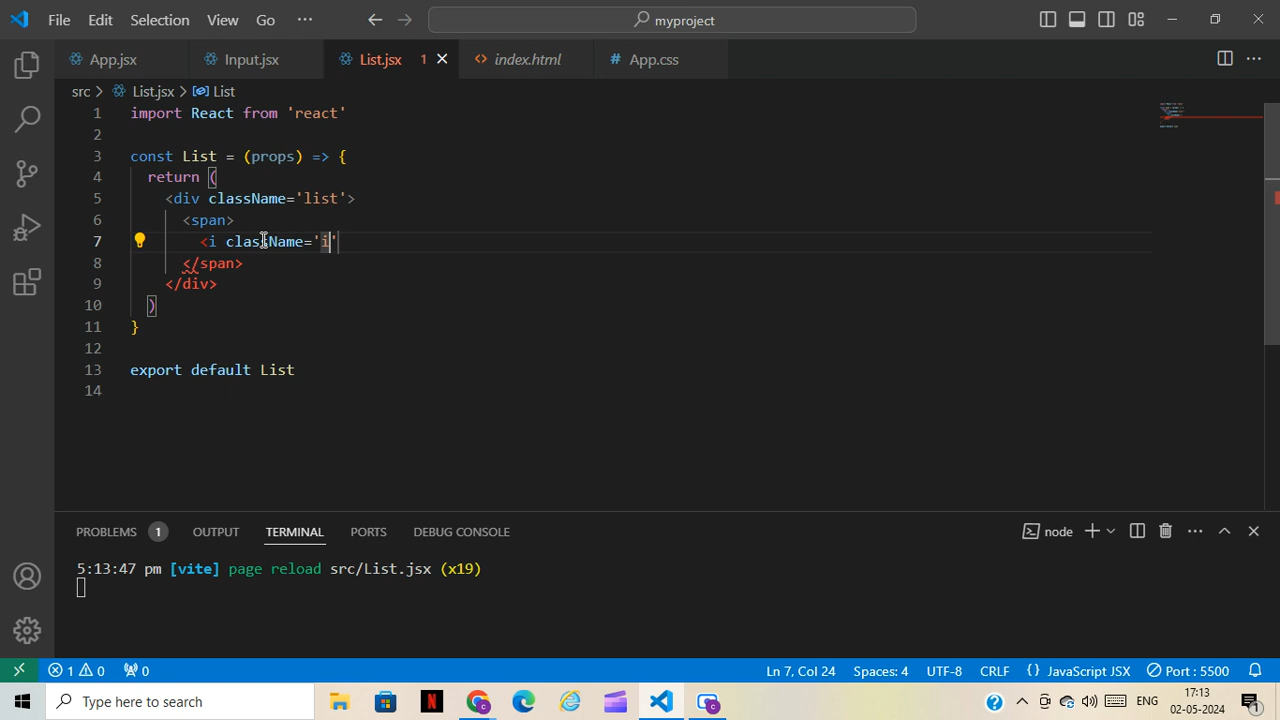 File Edit Selection View Go ··· myproject
App.jsx Input.jsx List.jsx 1 index.html App.css
src > List.jsx > List
1 import React from 'react'
2
3 const List = (props) => {
4 return (
5 <div className='list'>
6 <span>
7 <i className='i'
8 </span>
9 </div>
10 )
11 }
12
13 export default List
14
PROBLEMS 1 OUTPUT TERMINAL PORTS DEBUG CONSOLE node
5:13:47 pm [vite] page reload src/List.jsx (x19)
1 0 0 Ln 7, Col 24 Spaces: 4 UTF-8 CRLF {} JavaScript JSX Port : 5500
Type here to search ENG 17:13
02-05-2024